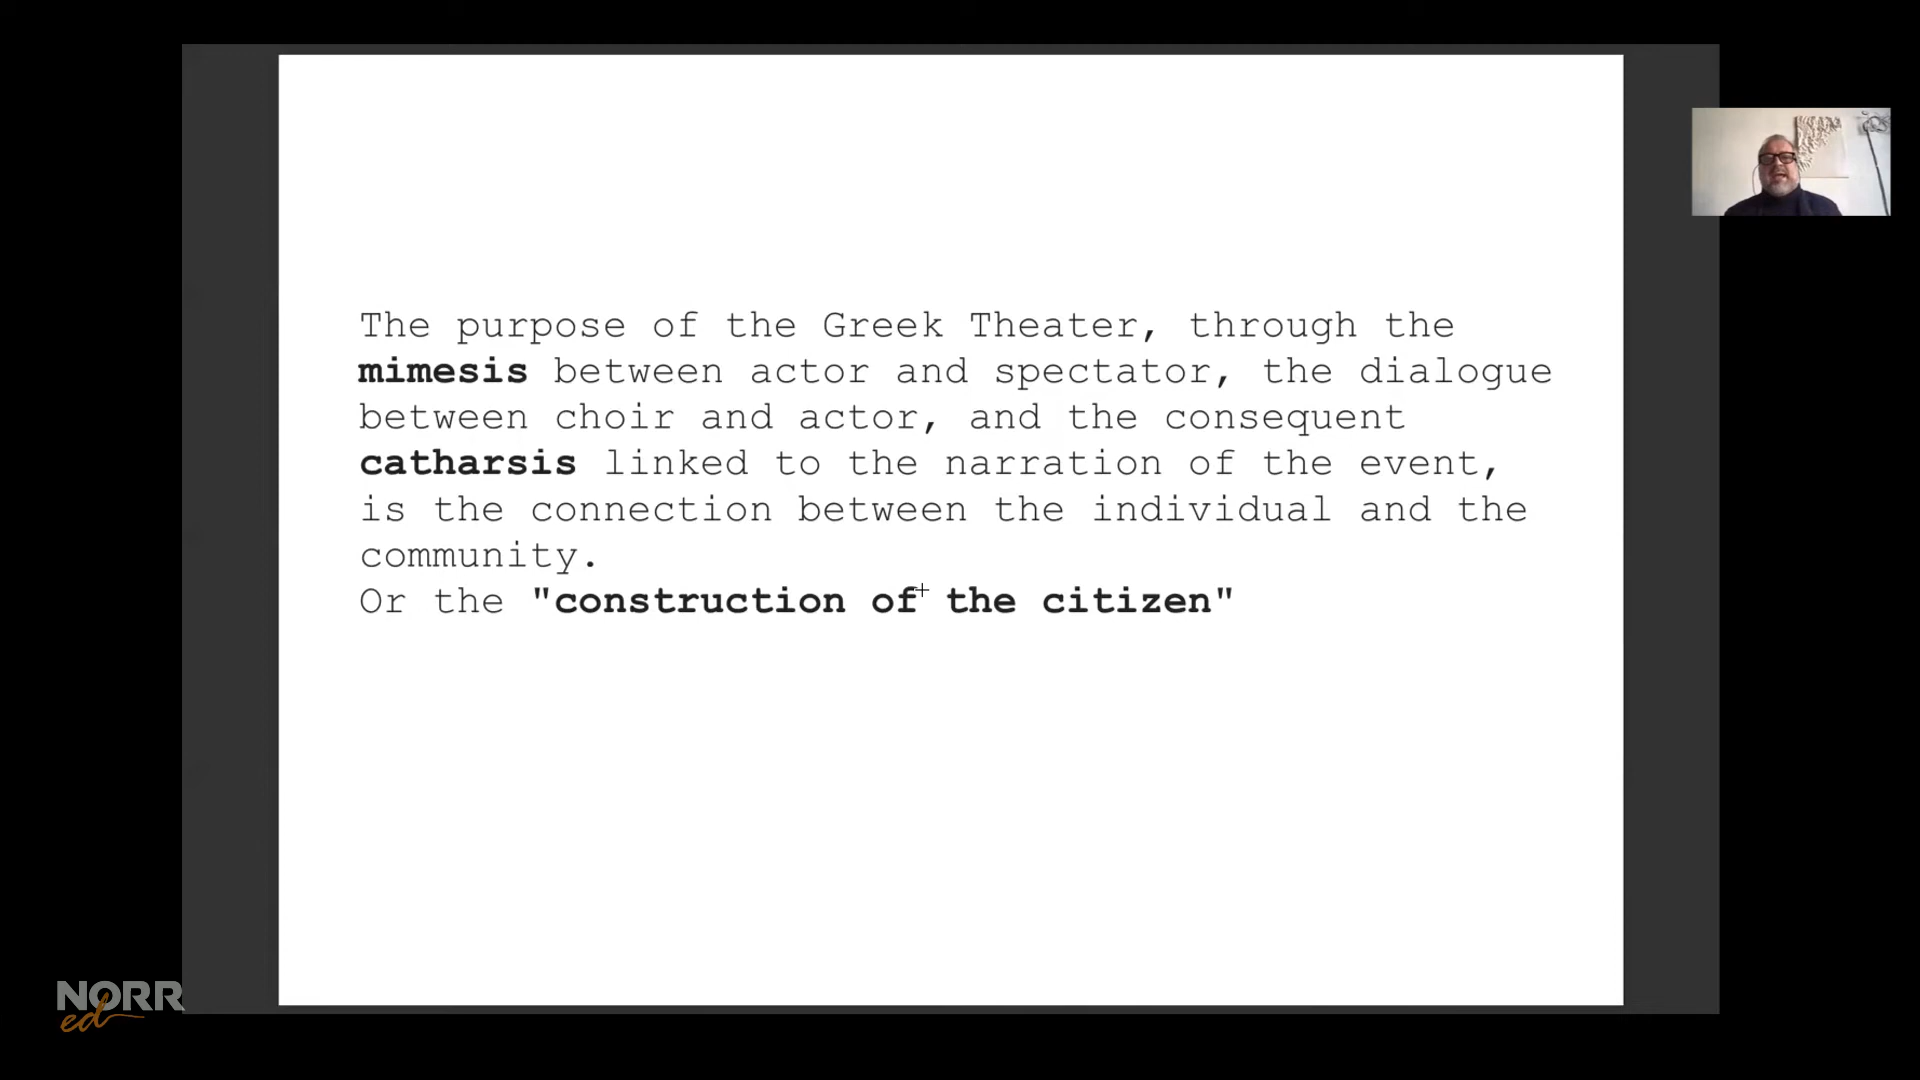 The purpose of the Greek Theater, through the
mimesis between actor and spectator, the dialogue
between choir and actor, and the consequent
catharsis linked to the narration of the event,
is the connection between the individual and the
community.
Or the "construction of the citizen"
NORR
ed